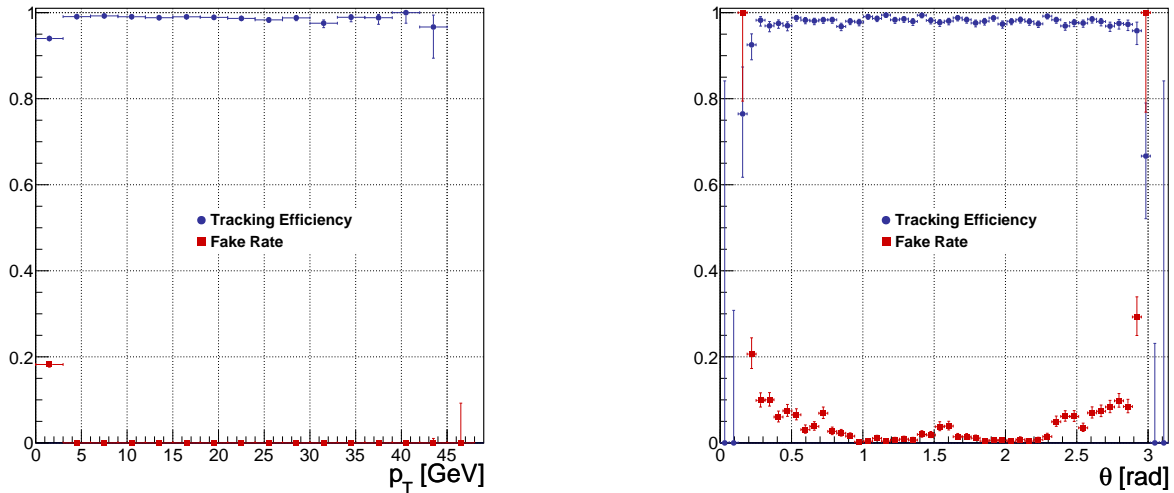 1
0.8
0.6
0.4
0.2
0
0 5 10 15 20 25 30 35 40 45
p_T [GeV]
Tracking Efficiency
Fake Rate
1
0.8
0.6
0.4
0.2
0
0 0.5 1 1.5 2 2.5 3
θ [rad]
Tracking Efficiency
Fake Rate